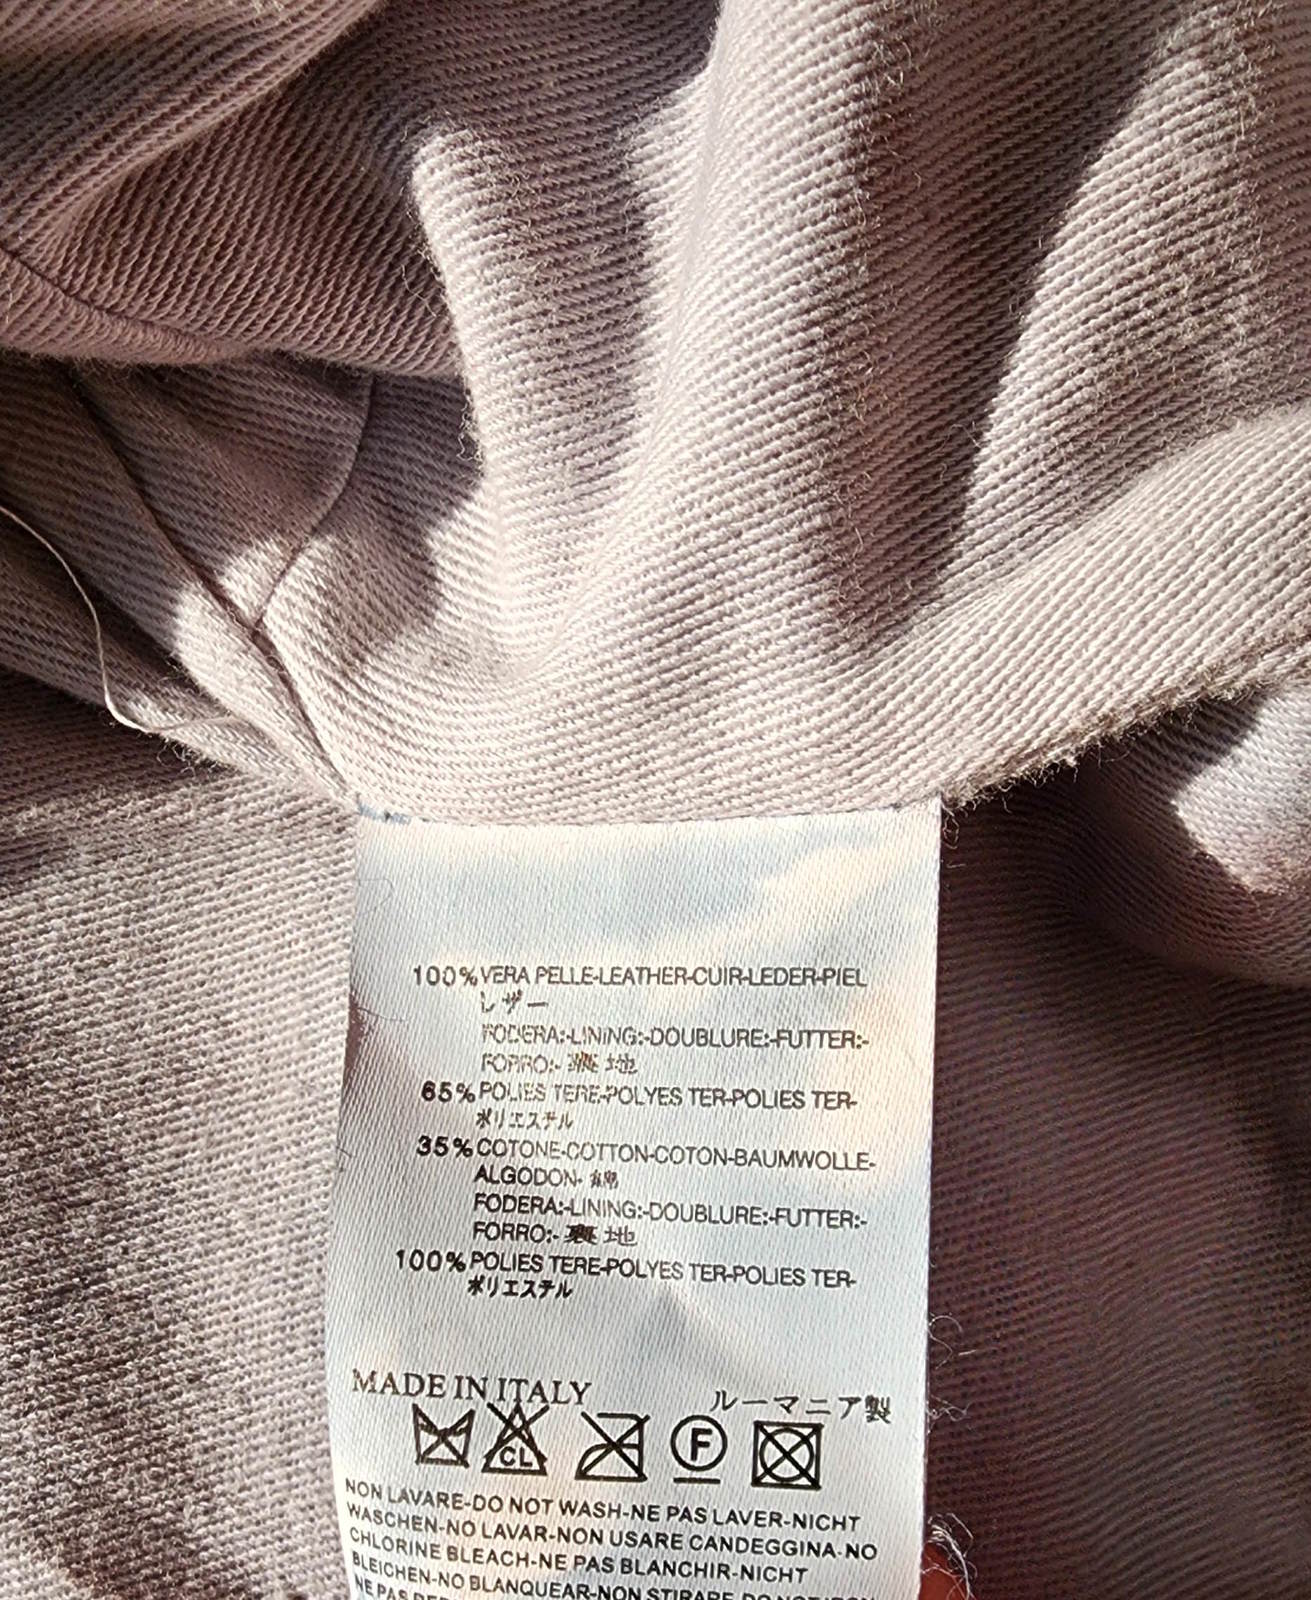 100% VERA PELLE-LEATHER-CUIR-LEDER-PIEL
レザー
FODERA:-LINING:-DOUBLURE:-FUTTER:-
FORRO:- 裏地
65% POLIES TERE-POLYES TER-POLIES TER-
ポリエステル
35% COTONE-COTTON-COTON-BAUMWOLLE-
ALGODON- 綿
FODERA:-LINING:-DOUBLURE:-FUTTER:-
FORRO:- 裏地
100% POLIES TERE-POLYES TER-POLIES TER-
ポリエステル
MADE IN ITALY ルーマニア製
CL F
NON LAVARE-DO NOT WASH-NE PAS LAVER-NICHT
WASCHEN-NO LAVAR-NON USARE CANDEGGINA-NO
CHLORINE BLEACH-NE PAS BLANCHIR-NICHT
BLEICHEN-NO BLANQUEAR-NON STIRARE-DO NOT IRON
NE PAS